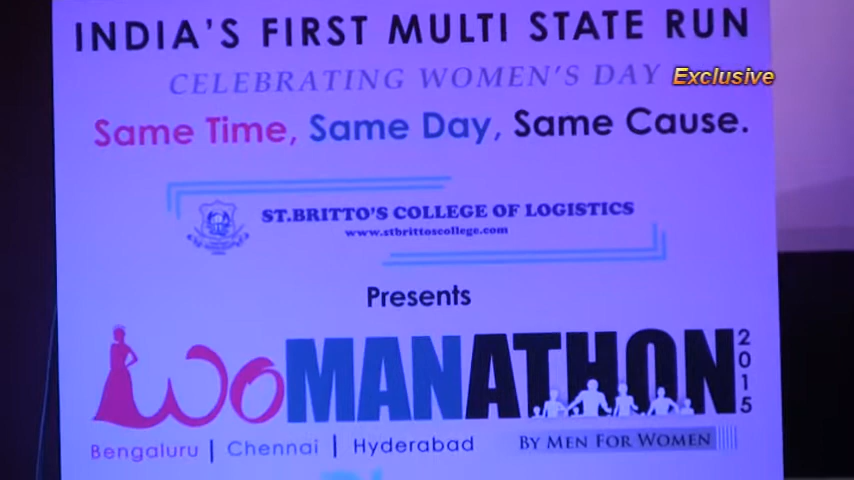 INDIA'S FIRST MULTI STATE RUN
CELEBRATING WOMEN'S DAY
Exclusive
Same Time, Same Day, Same Cause.
ST.BRITTO'S COLLEGE OF LOGISTICS
www.stbrittoscollege.com
Presents
WOMANATHON 2015
Bengaluru | Chennai | Hyderabad
BY MEN FOR WOMEN